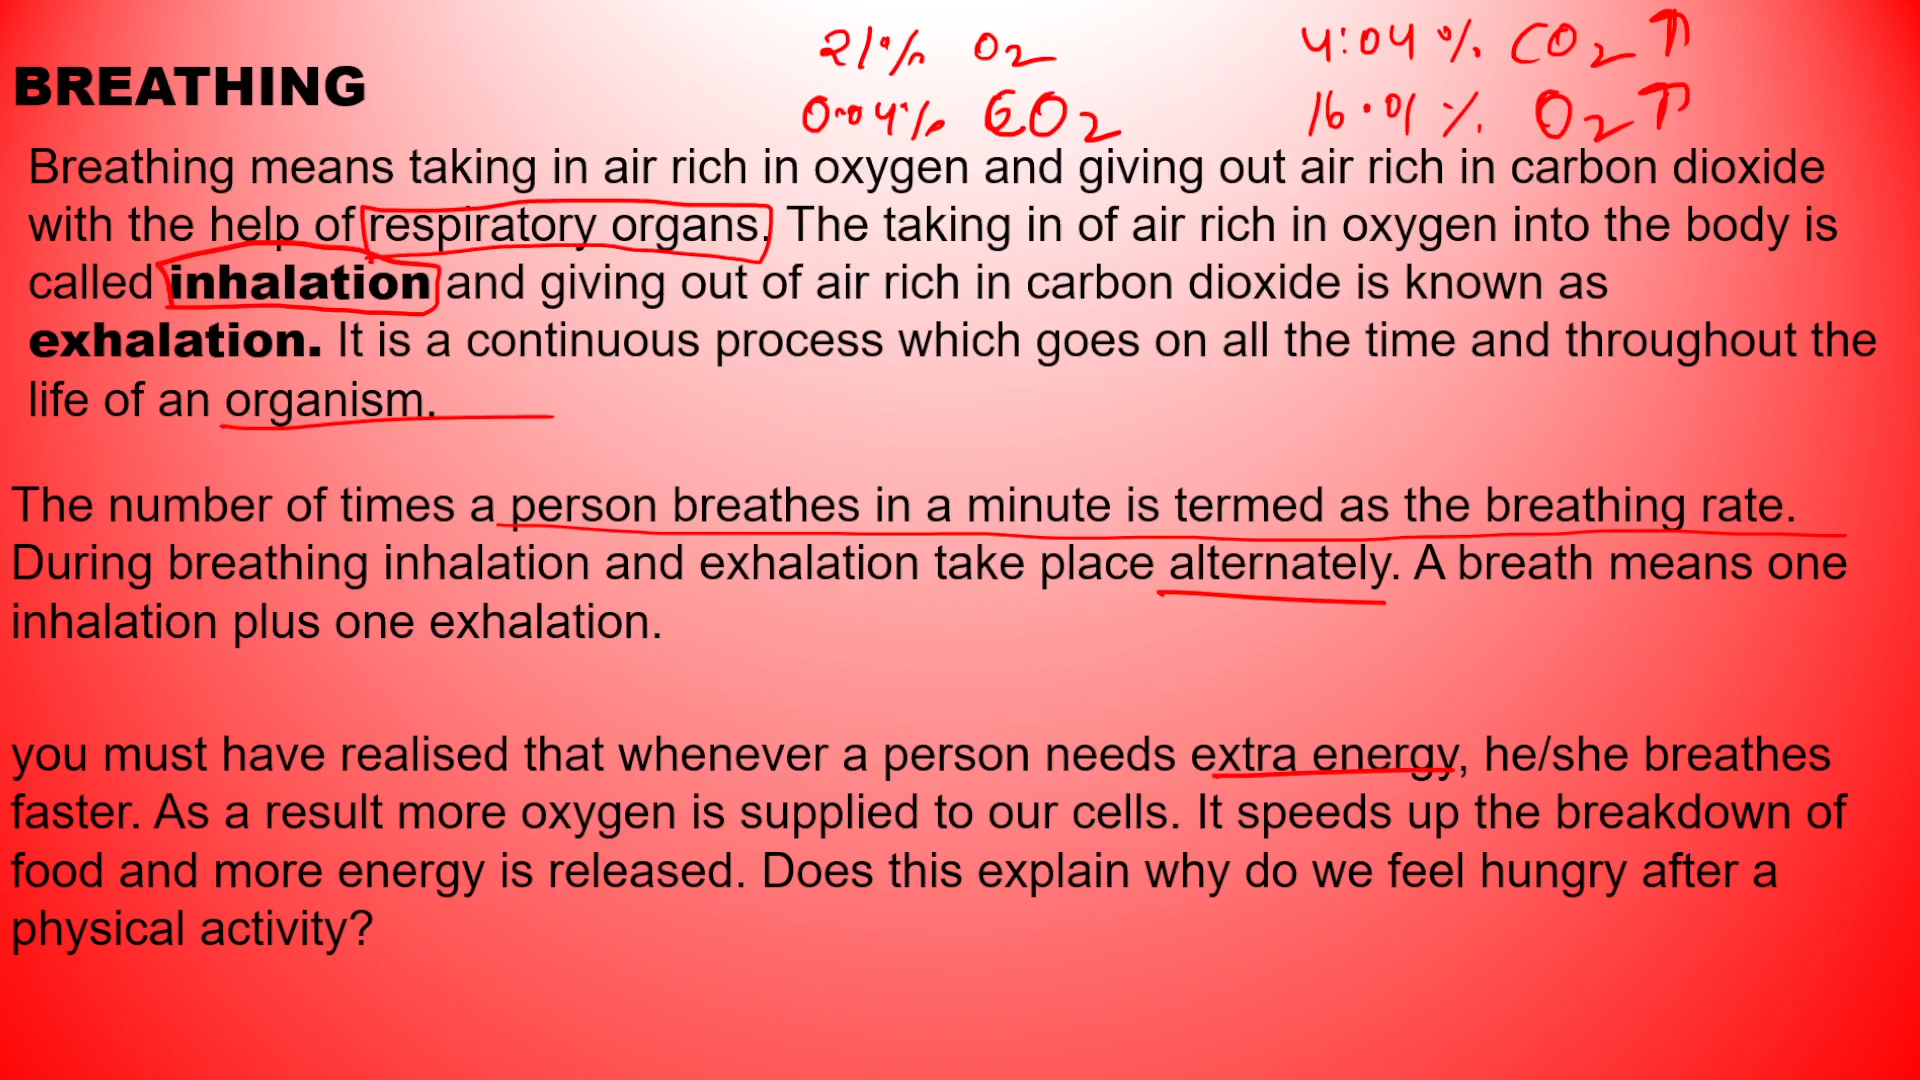 21% O2
4.04% CO2 ↑
0.04% CO2
16.01% O2 ↑
BREATHING
Breathing means taking in air rich in oxygen and giving out air rich in carbon dioxide
with the help of respiratory organs. The taking in of air rich in oxygen into the body is
called inhalation and giving out of air rich in carbon dioxide is known as
exhalation. It is a continuous process which goes on all the time and throughout the
life of an organism.
The number of times a person breathes in a minute is termed as the breathing rate.
During breathing inhalation and exhalation take place alternately. A breath means one
inhalation plus one exhalation.
you must have realised that whenever a person needs extra energy, he/she breathes
faster. As a result more oxygen is supplied to our cells. It speeds up the breakdown of
food and more energy is released. Does this explain why do we feel hungry after a
physical activity?